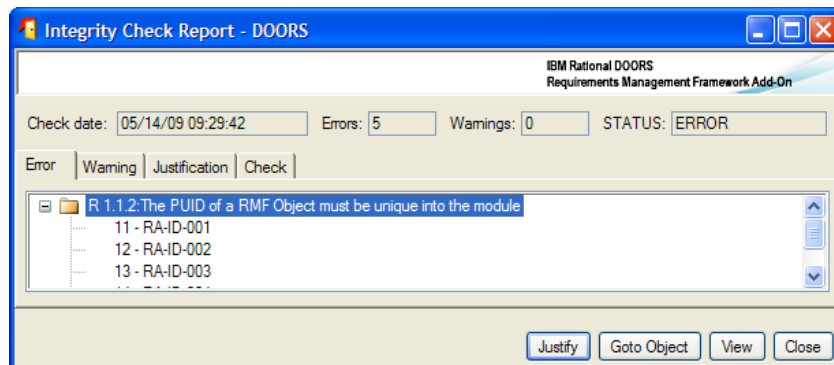 Integrity Check Report - DOORS
IBM Rational DOORS
Requirements Management Framework Add-On
Check date: 05/14/09 09:29:42 Errors: 5 Warnings: 0 STATUS: ERROR
Error Warning Justification Check
R 1.1.2:The PUID of a RMF Object must be unique into the module
11 - RA-ID-001
12 - RA-ID-002
13 - RA-ID-003
Justify Goto Object View Close